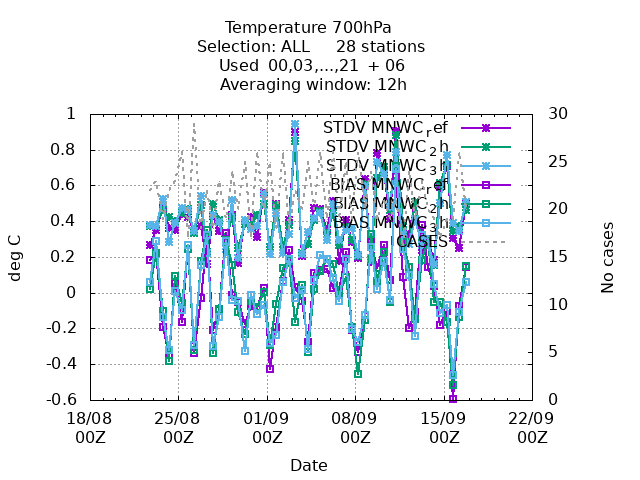 Temperature 700hPa
Selection: ALL 28 stations
Used 00,03,...,21 + 06
Averaging window: 12h
1
0.8
0.6
0.4
0.2
0
-0.2
-0.4
-0.6
30
25
20
15
10
5
0
deg C
No cases
STDV MNWC_ref
STDV MNWC_2h
STDV MNWC_3h
BIAS MNWC_ref
BIAS MNWC_2h
BIAS MNWC_3h
CASES
18/08 25/08 01/09 08/09 15/09 22/09
00Z 00Z 00Z 00Z 00Z 00Z
Date